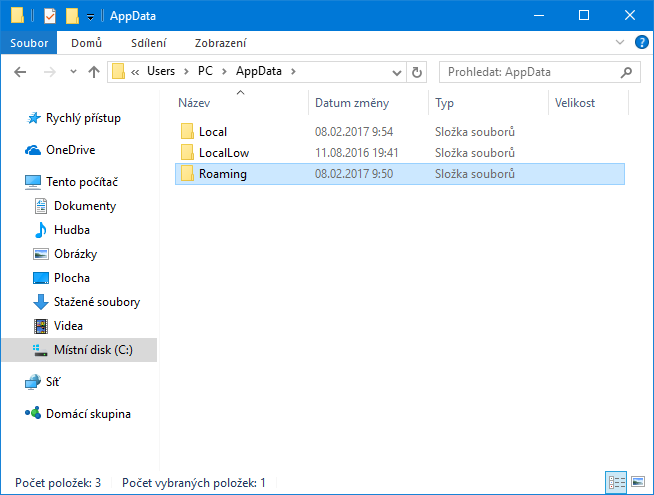 AppData
Soubor Domů Sdílení Zobrazení
« Users > PC > AppData > Prohledat: AppData
Název Datum změny Typ Velikost
Rychlý přístup
OneDrive
Tento počítač
Dokumenty
Hudba
Obrázky
Plocha
Stažené soubory
Videa
Místní disk (C:)
Síť
Domácí skupina
Local 08.02.2017 9:54 Složka souborů
LocalLow 11.08.2016 19:41 Složka souborů
Roaming 08.02.2017 9:50 Složka souborů
Počet položek: 3 Počet vybraných položek: 1